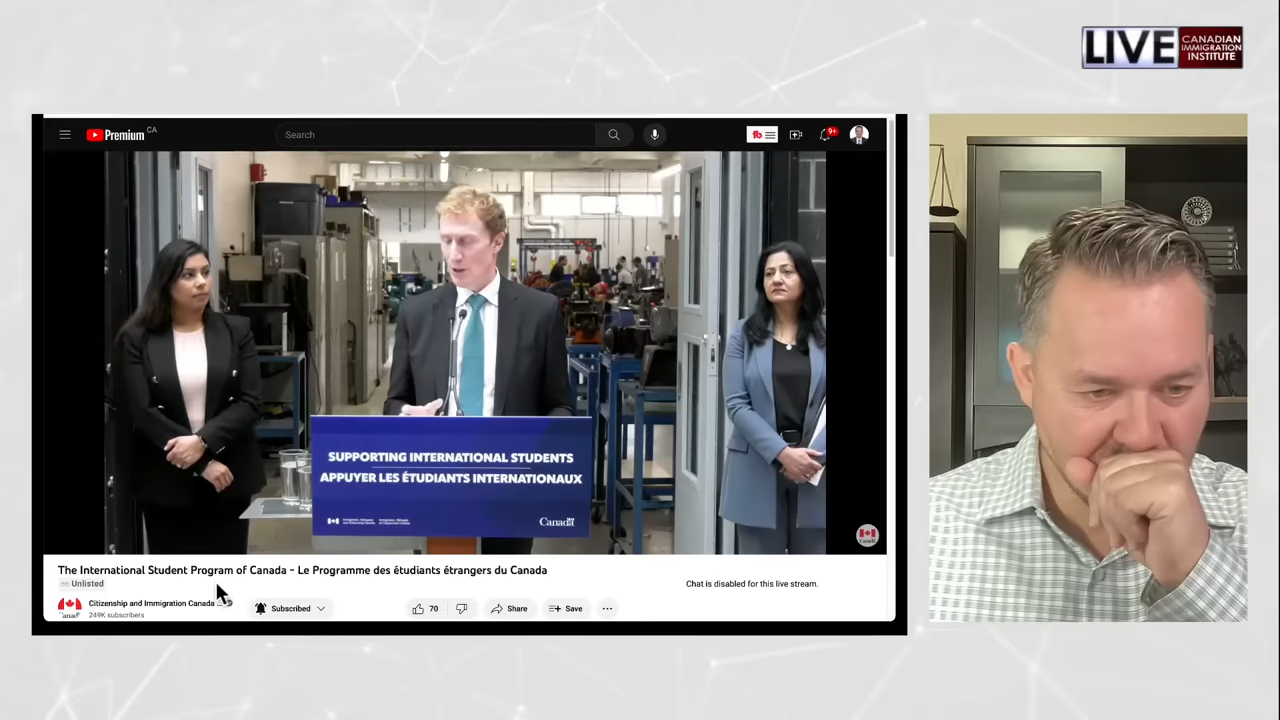 LIVE
CANADIAN
IMMIGRATION
INSTITUTE
Premium CA
Search
9+
SUPPORTING INTERNATIONAL STUDENTS
APPUYER LES ÉTUDIANTS INTERNATIONAUX
Canada
The International Student Program of Canada - Le Programme des étudiants étrangers du Canada
Unlisted
Chat is disabled for this live stream.
Citizenship and Immigration Canada ...
249K subscribers
Subscribed
70
Share
Save